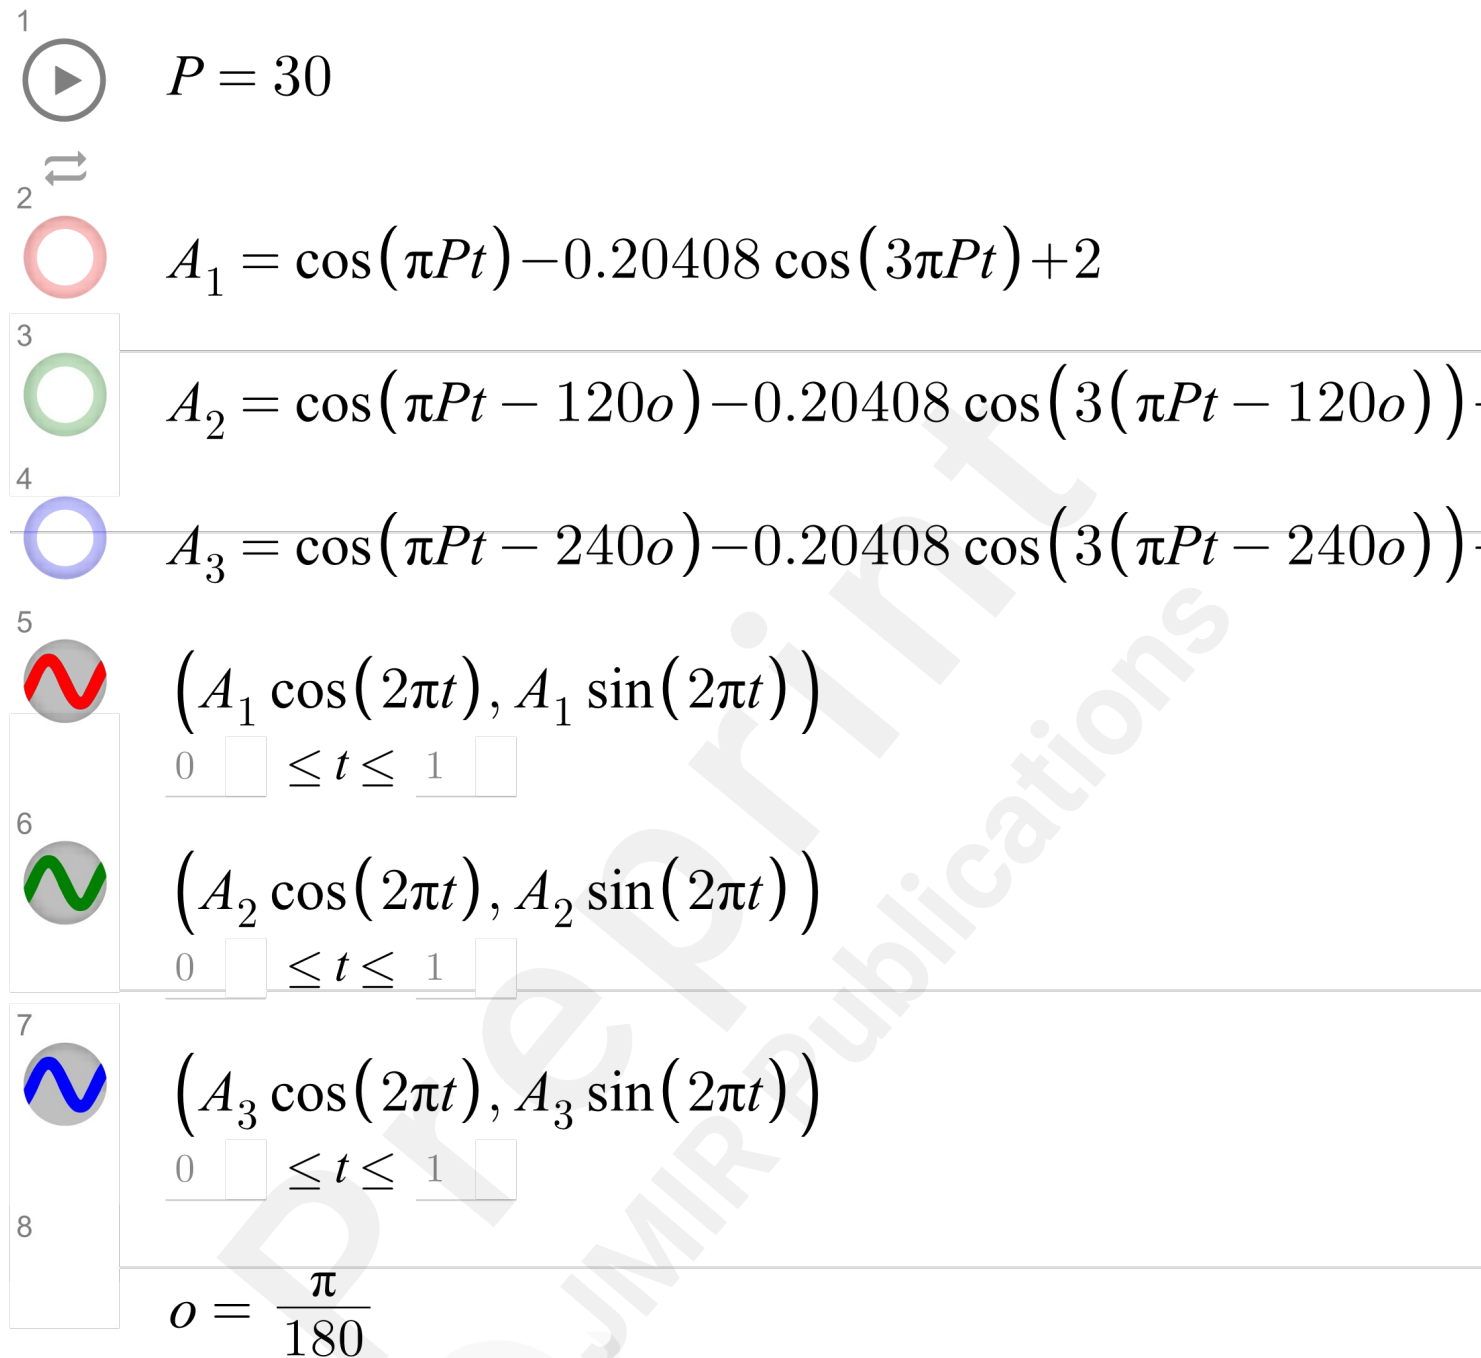 1
P = 30
2
A₁ = cos(πPt)−0.20408 cos(3πPt)+2
3
A₂ = cos(πPt − 120o)−0.20408 cos(3(πPt − 120o))
4
A₃ = cos(πPt − 240o)−0.20408 cos(3(πPt − 240o))
5
(A₁ cos(2πt), A₁ sin(2πt))
0 ≤ t ≤ 1
6
(A₂ cos(2πt), A₂ sin(2πt))
0 ≤ t ≤ 1
7
(A₃ cos(2πt), A₃ sin(2πt))
0 ≤ t ≤ 1
8
o = π/180
Preprint
JMIR Publications